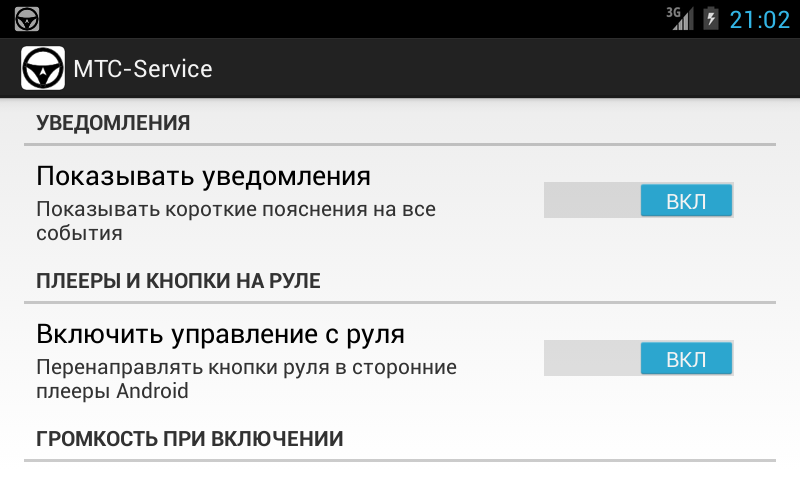 3G
21:02
MTC-Service
УВЕДОМЛЕНИЯ
Показывать уведомления
Показывать короткие пояснения на все
события
ВКЛ
ПЛЕЕРЫ И КНОПКИ НА РУЛЕ
Включить управление с руля
Перенаправлять кнопки руля в сторонние
плееры Android
ВКЛ
ГРОМКОСТЬ ПРИ ВКЛЮЧЕНИИ